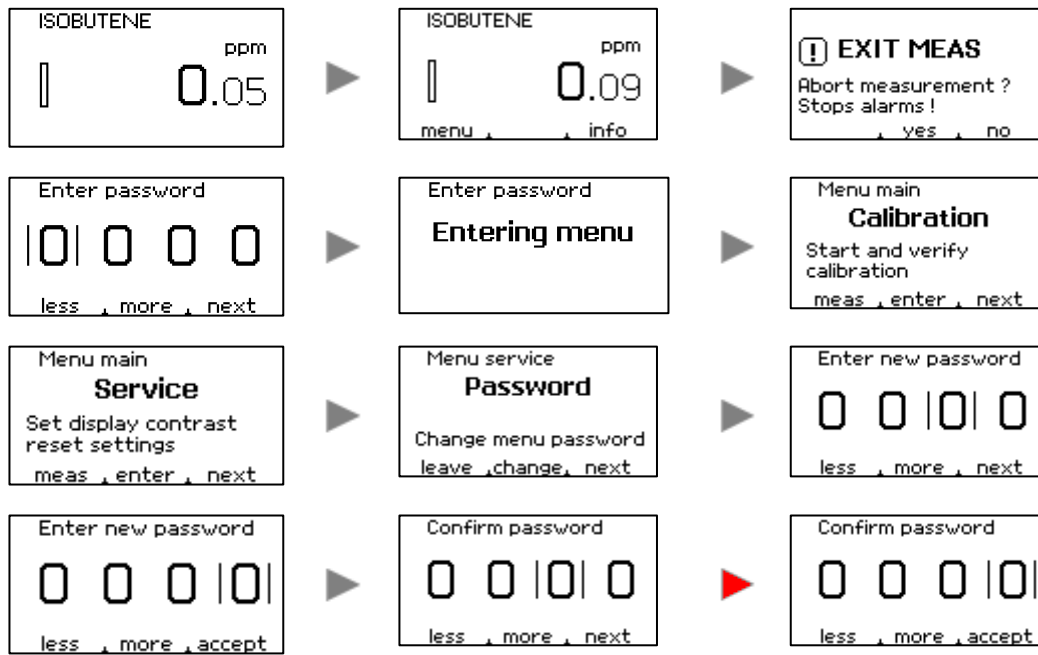 ISOBUTENE
ppm
0.05
ISOBUTENE
ppm
0.09
menu info
! EXIT MEAS
Abort measurement ?
Stops alarms !
yes no
Enter password
0 0 0 0
less more next
Enter password
Entering menu
Menu main
Calibration
Start and verify
calibration
meas enter next
Menu main
Service
Set display contrast
reset settings
meas enter next
Menu service
Password
Change menu password
leave change next
Enter new password
0 0 0 0
less more next
Enter new password
0 0 0 0
less more accept
Confirm password
0 0 0 0
less more next
Confirm password
0 0 0 0
less more accept